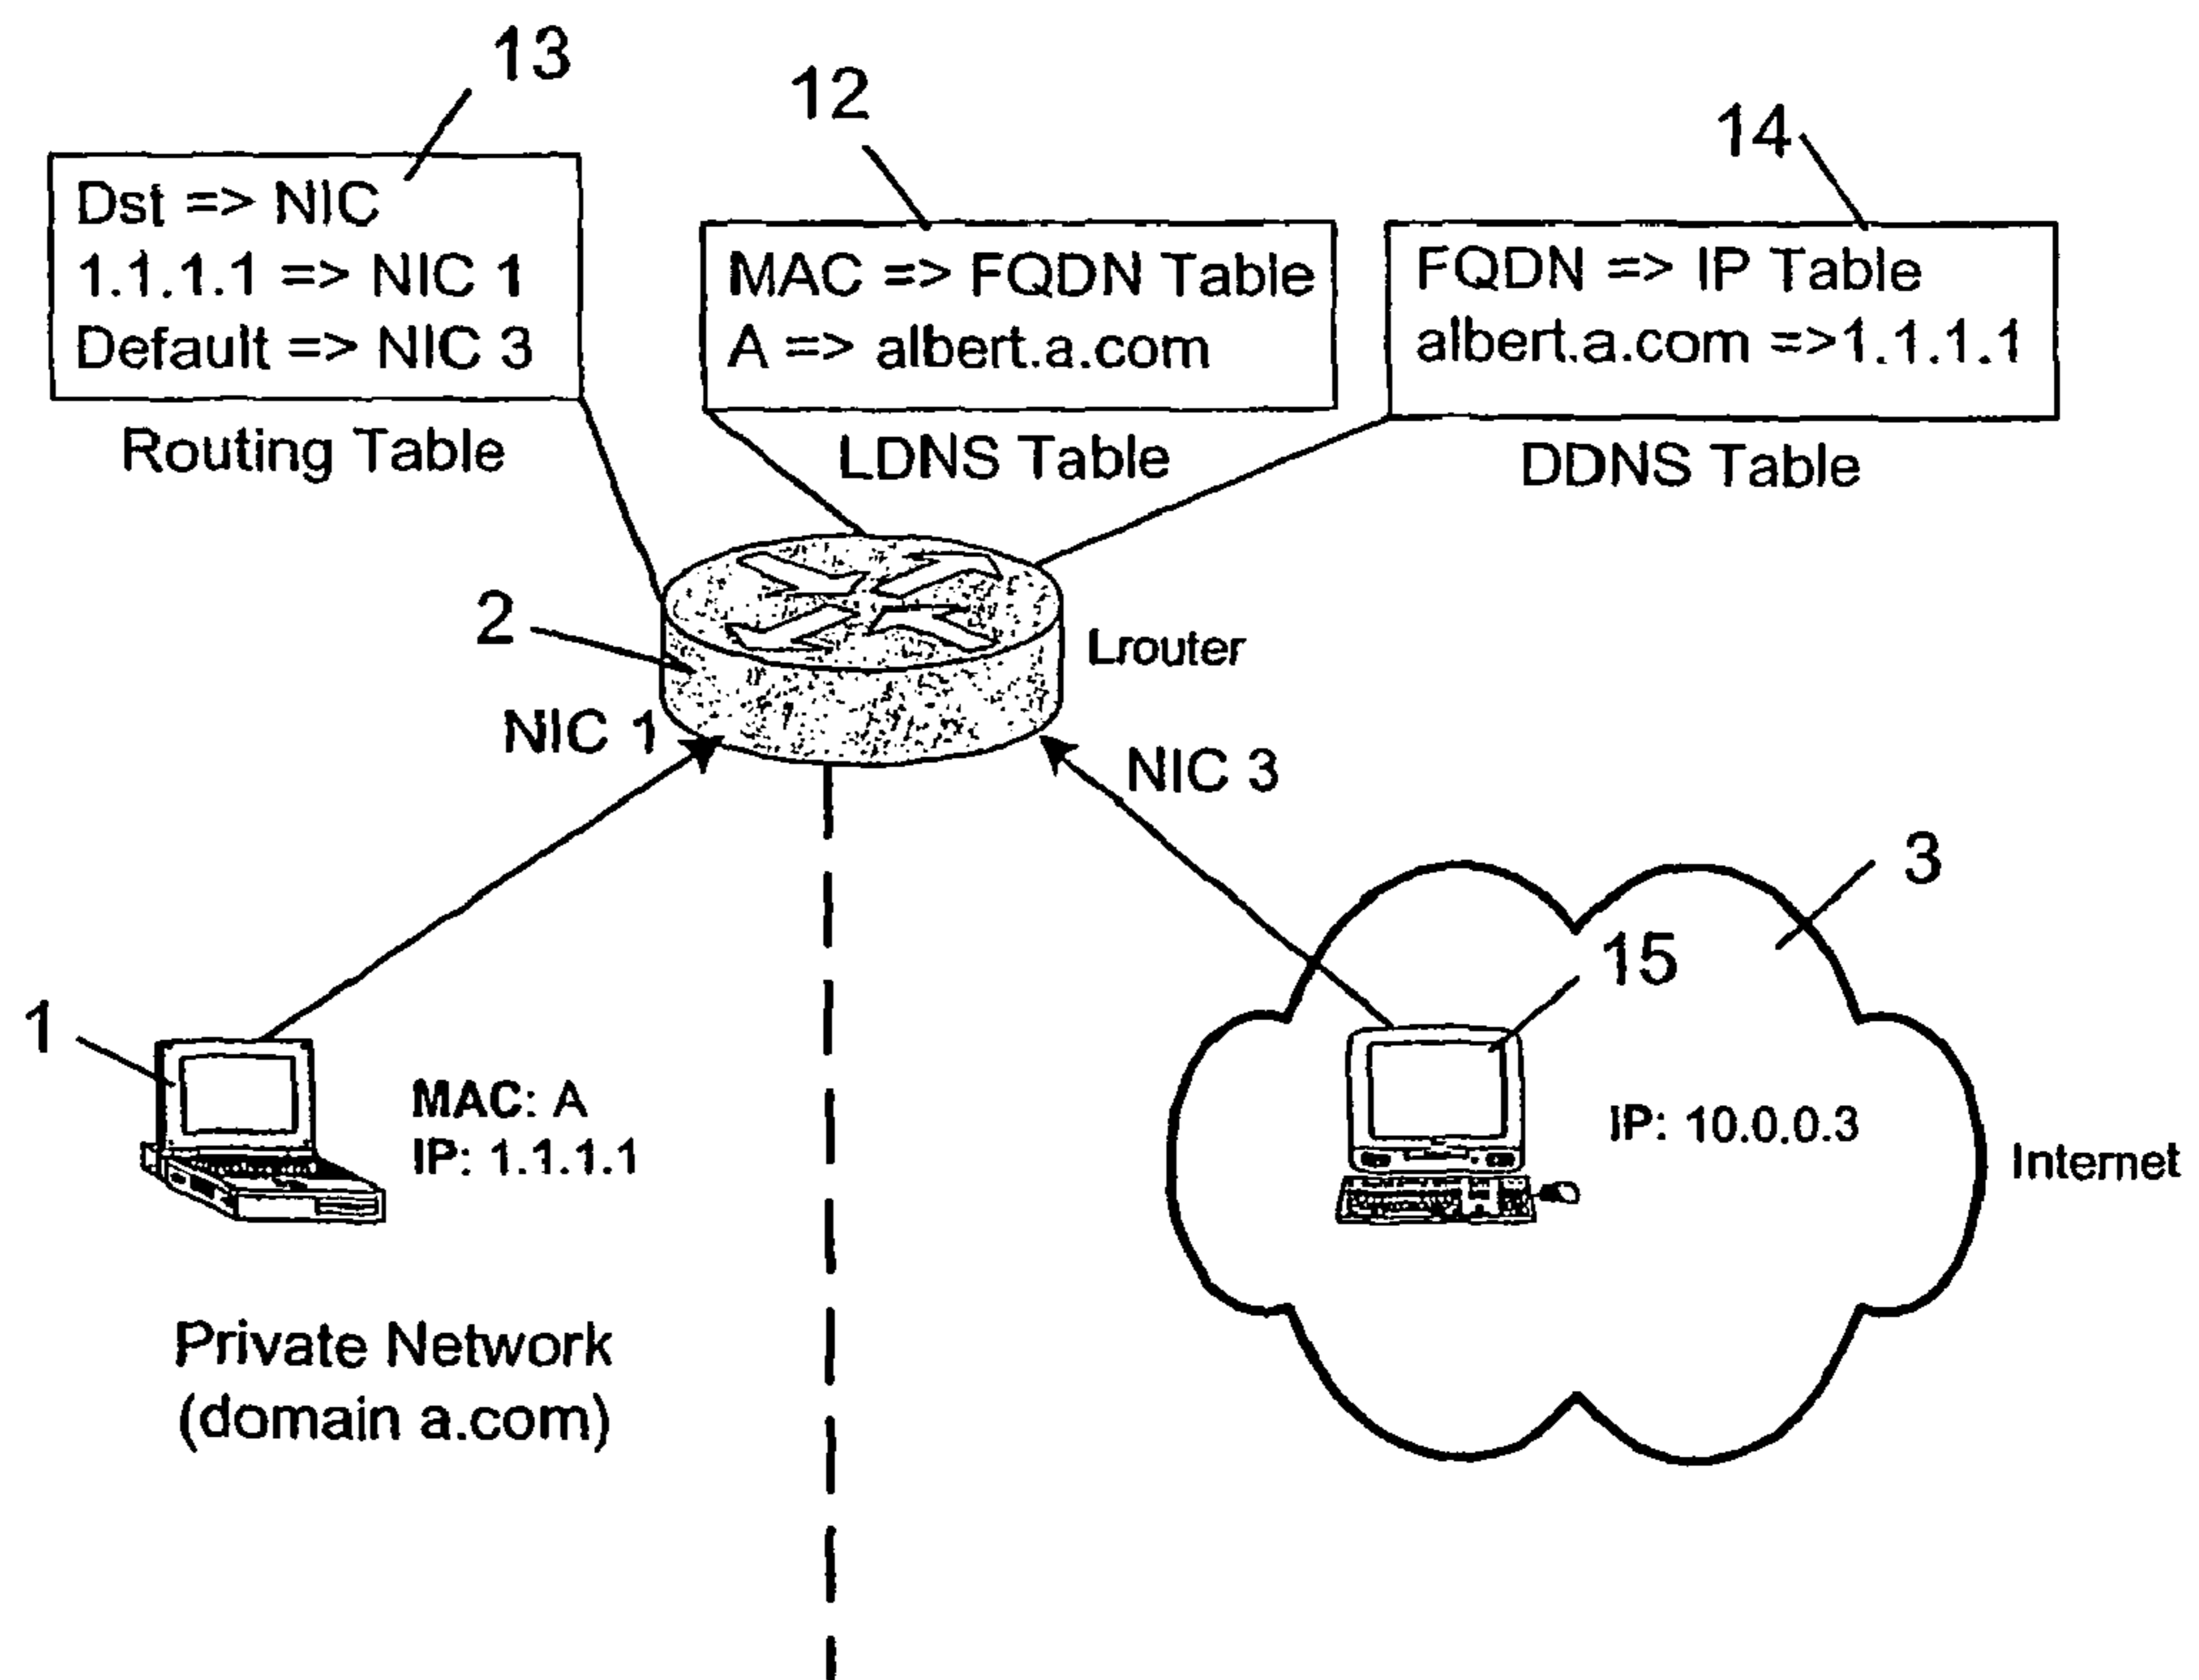 13
12
14
Dst => NIC
1.1.1.1 => NIC 1
Default => NIC 3
Routing Table
MAC => FQDN Table
A => albert.a.com
LDNS Table
FQDN => IP Table
albert.a.com =>1.1.1.1
DDNS Table
2
Lrouter
NIC 1
NIC 3
3
15
1
MAC: A
IP: 1.1.1.1
IP: 10.0.0.3
Internet
Private Network
(domain a.com)